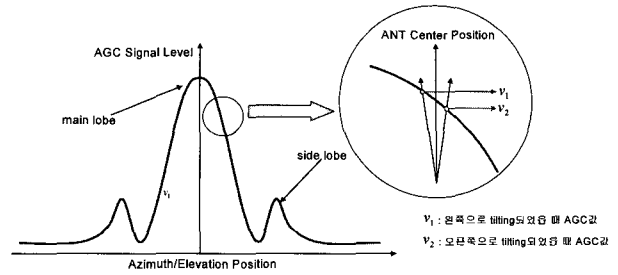 AGC Signal Level
ANT Center Position
v₁
v₂
main lobe
side lobe
v₁
v₁ : 왼쪽으로 tilting되었을 때 AGC값
v₂ : 오른쪽으로 tilting되었을 때 AGC값
Azimuth/Elevation Position